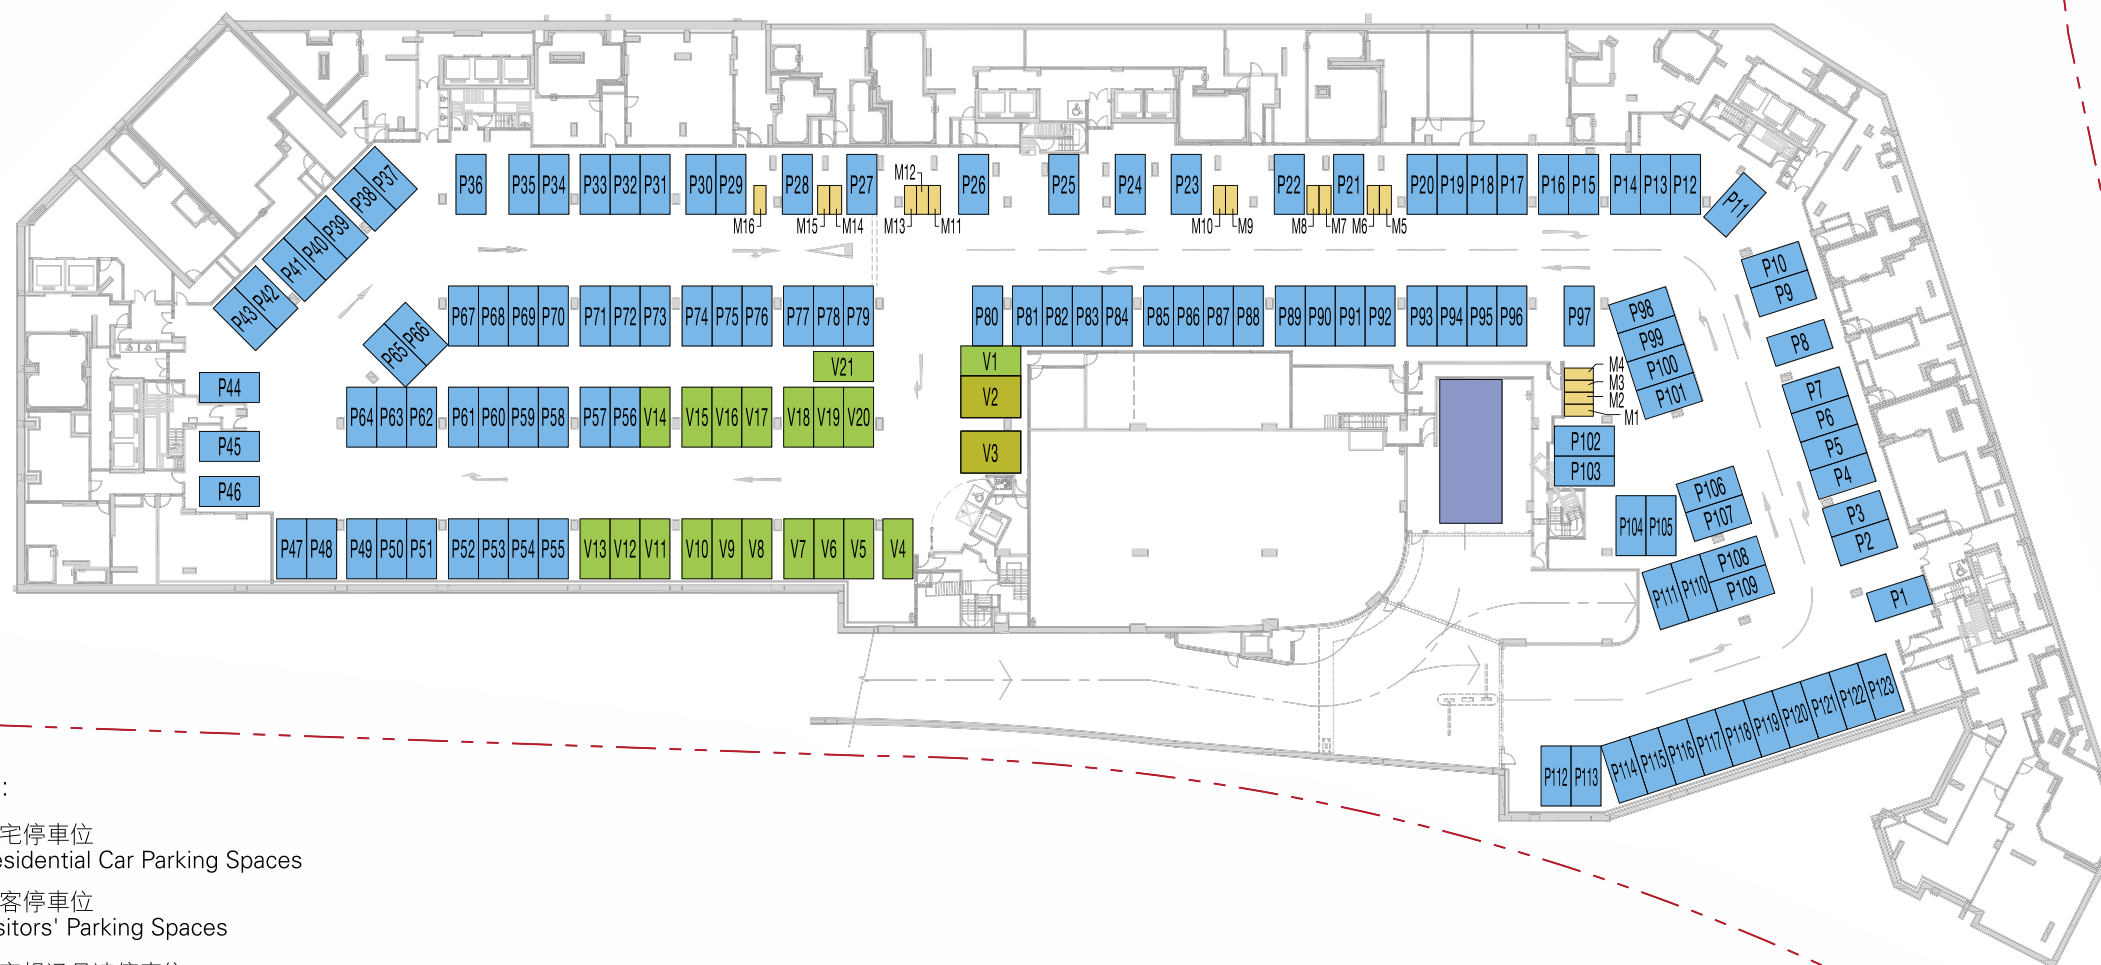 P36 P35 P34 P33 P32 P31 P30 P29 P28 P27 M12 P26 P25 P24 P23 P22 P21 P20 P19 P18 P17 P16 P15 P14 P13 P12 P11
M16 M15 M14 M13 M11 M10 M9 M8 M7 M6 M5
P43 P42 P41 P40 P39 P38 P37
P10
P9
P8
P65 P66 P67 P68 P69 P70 P71 P72 P73 P74 P75 P76 P77 P78 P79 P80 P81 P82 P83 P84 P85 P86 P87 P88 P89 P90 P91 P92 P93 P94 P95 P96 P97
P98
P99
P100
P101
V21
V1
V2
V3
M4
M3
M2
M1
P44
P45
P46
P64 P63 P62 P61 P60 P59 P58 P57 P56 V14 V15 V16 V17 V18 V19 V20
P102
P103
P7
P6
P5
P4
P3
P2
P1
P47 P48 P49 P50 P51 P52 P53 P54 P55 V13 V12 V11 V10 V9 V8 V7 V6 V5 V4
P104 P105
P106
P107
P108
P109
P111 P110
P112 P113 P114 P115 P116 P117 P118 P119 P120 P121 P122 P123
:
宅停車位
esidential Car Parking Spaces
客停車位
sitors' Parking Spaces